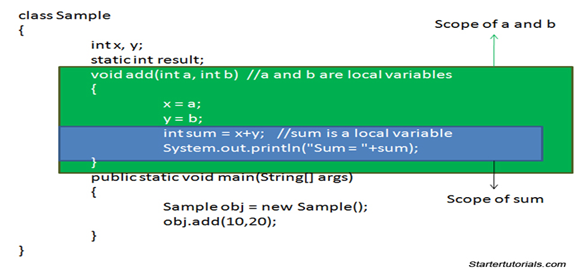 class Sample
Scope of a and b
{
int x, y;
static int result;
void add(int a, int b) //a and b are local variables
{
x = a;
y = b;
int sum = x+y; //sum is a local variable
System.out.println("Sum = "+sum);
}
public static void main(String[] args)
{
Scope of sum
Sample obj = new Sample();
obj.add(10,20);
}
}
Startertutorials.com